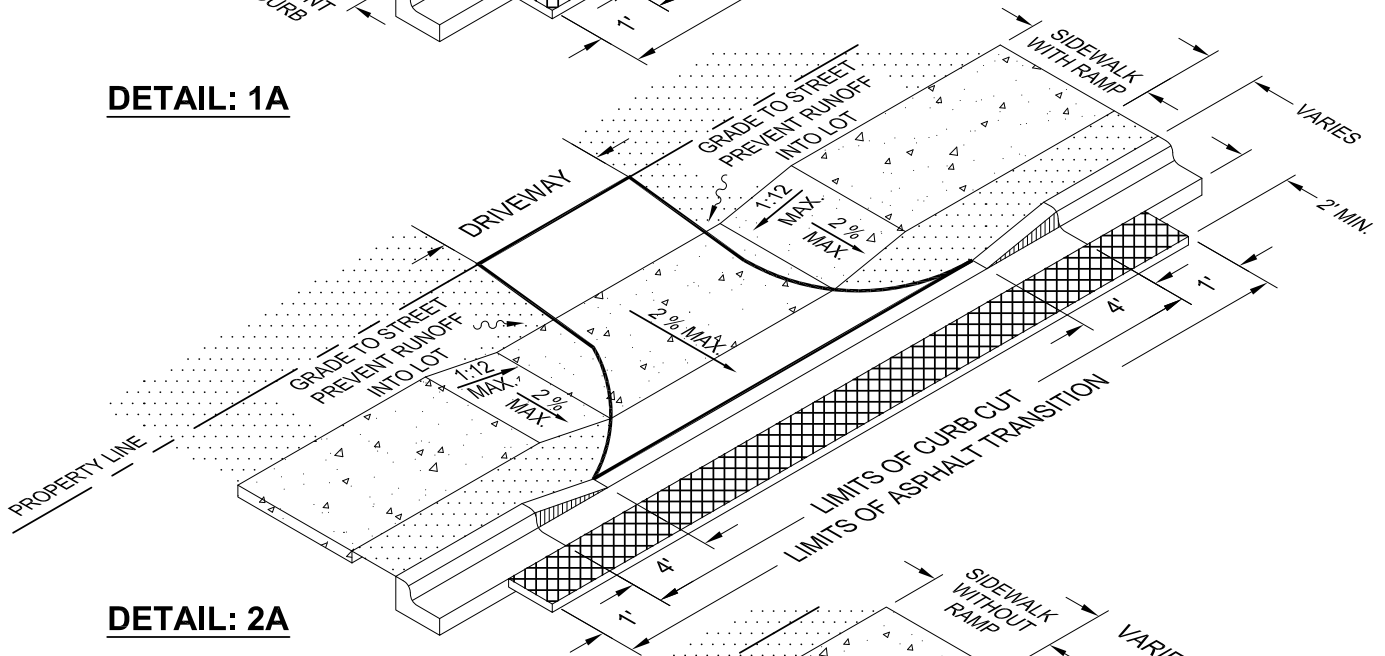 CURB
1'
DETAIL: 1A
SIDEWALK
WITH RAMP
VARIES
2' MIN.
GRADE TO STREET
PREVENT RUNOFF
INTO LOT
DRIVEWAY
1:12
MAX.
2 %
MAX.
2 % MAX.
GRADE TO STREET
PREVENT RUNOFF
INTO LOT
1:12
MAX.
2 %
MAX.
PROPERTY LINE
1'
4'
LIMITS OF CURB CUT
LIMITS OF ASPHALT TRANSITION
4'
1'
DETAIL: 2A
SIDEWALK
WITHOUT
RAMP